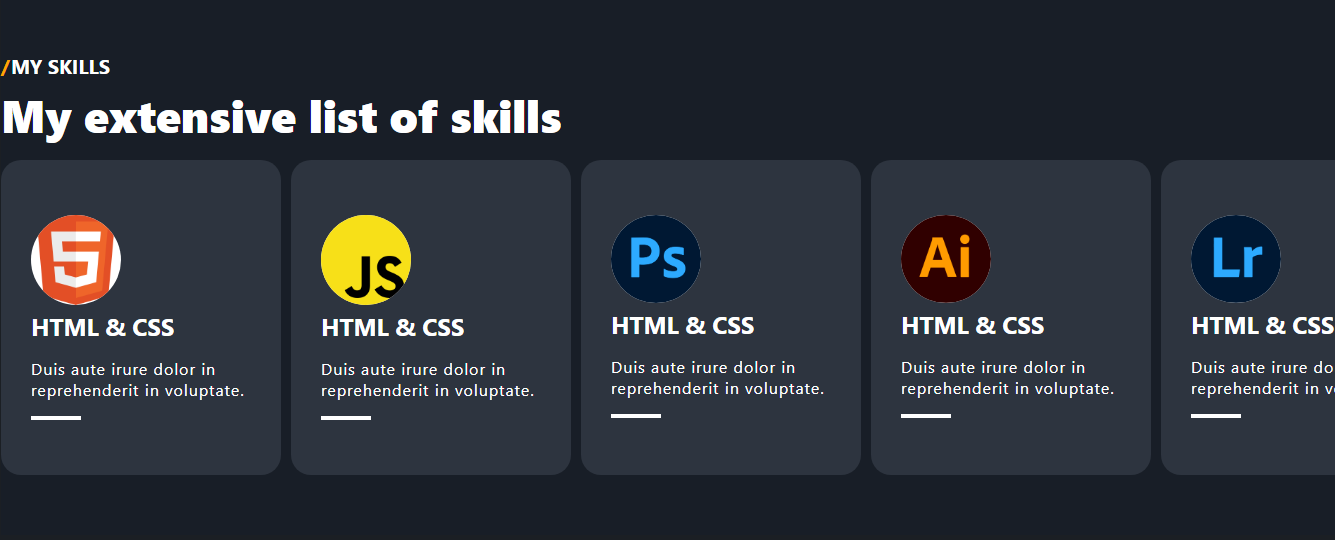 /MY SKILLS
My extensive list of skills
JS
Ps
Ai
Lr
HTML & CSS
Duis aute irure dolor in
reprehenderit in voluptate.
HTML & CSS
Duis aute irure dolor in
reprehenderit in voluptate.
HTML & CSS
Duis aute irure dolor in
reprehenderit in voluptate.
HTML & CSS
Duis aute irure dolor in
reprehenderit in voluptate.
HTML & CSS
Duis aute irure do
reprehenderit in v